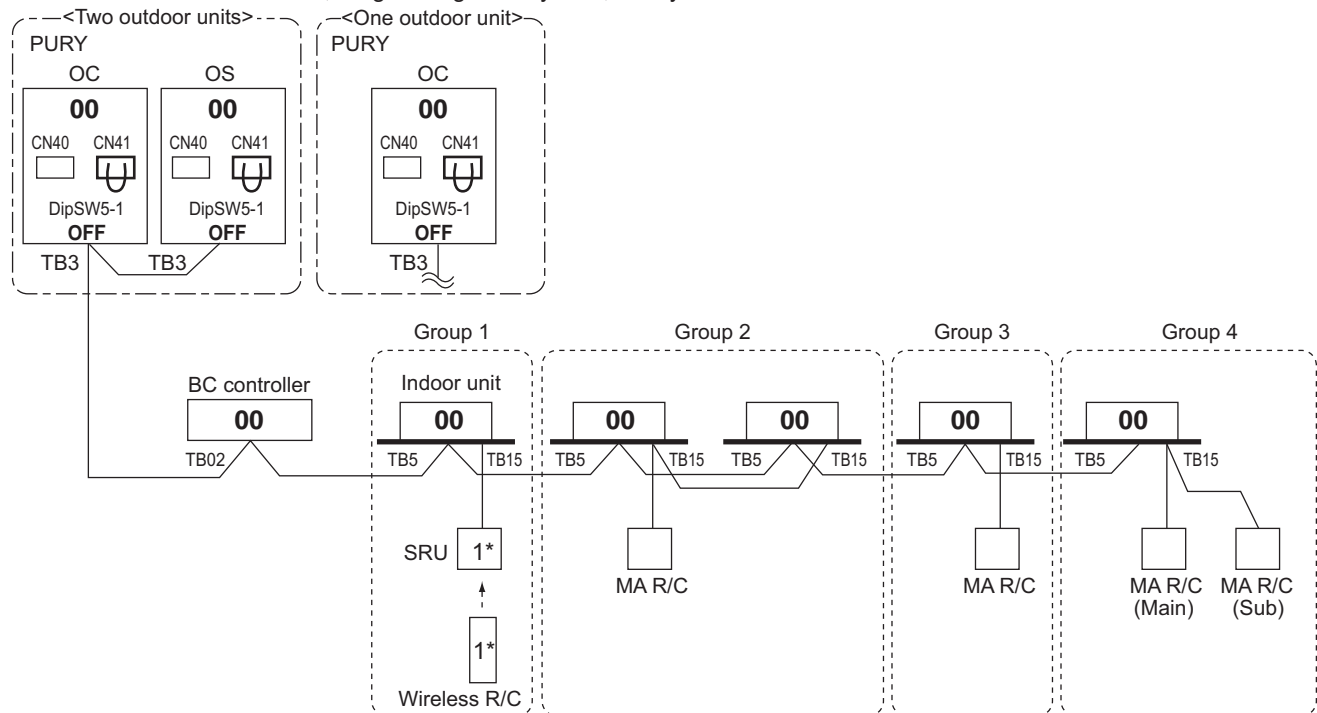 <Two outdoor units>
<One outdoor unit>
PURY
PURY
OC
OS
OC
00
00
00
CN40
CN41
CN40
CN41
CN40
CN41
DipSW5-1
DipSW5-1
DipSW5-1
OFF
OFF
OFF
TB3
TB3
TB3
Group 1
Group 2
Group 3
Group 4
BC controller
Indoor unit
00
00
00
00
00
00
TB02
TB5
TB15
TB5
TB15
TB5
TB15
TB5
TB15
TB5
TB15
SRU
1*
MA R/C
MA R/C
MA R/C
(Main)
MA R/C
(Sub)
1*
Wireless R/C